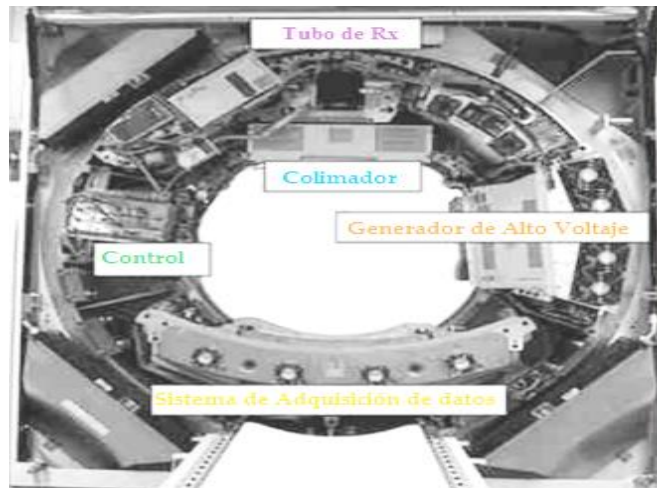 Tubo de Rx
Colimador
Generador de Alto Voltaje
Control
Sistema de Adquisición de datos